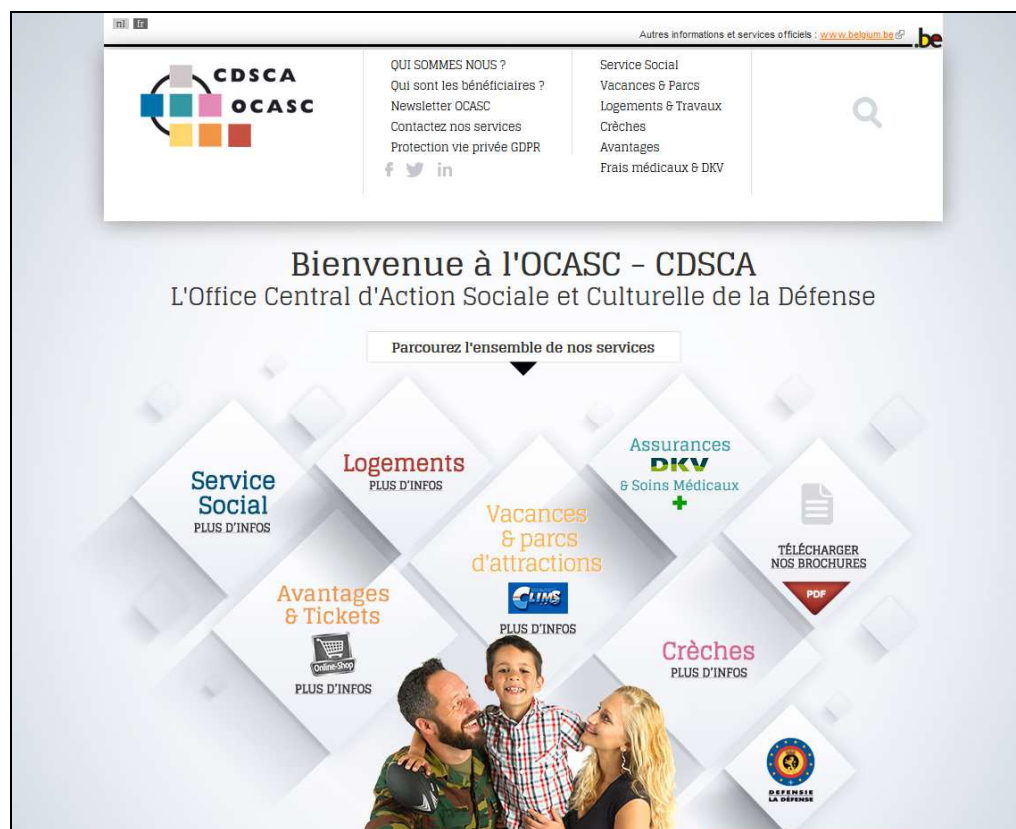 nl fr
Autres informations et services officiels : www.belgium.be
.be
CDSCA
OCASC
QUI SOMMES NOUS ?
Qui sont les bénéficiaires ?
Newsletter OCASC
Contactez nos services
Protection vie privée GDPR
Service Social
Vacances & Parcs
Logements & Travaux
Crèches
Avantages
Frais médicaux & DKV
Bienvenue à l'OCASC – CDSCA
L'Office Central d'Action Sociale et Culturelle de la Défense
Parcourez l'ensemble de nos services
Service
Social
PLUS D'INFOS
Logements
PLUS D'INFOS
Vacances
& parcs
d'attractions
CLIMS
PLUS D'INFOS
Assurances
DKV
& Soins Médicaux
TÉLÉCHARGER
NOS BROCHURES
PDF
Avantages
& Tickets
Online-Shop
PLUS D'INFOS
Crèches
PLUS D'INFOS
DEFENSIE
LA DÉFENSE